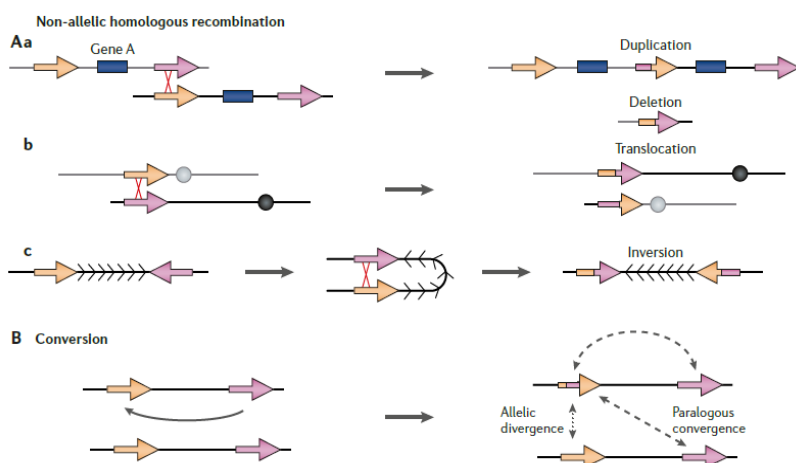 Non-allelic homologous recombination
Aa
Gene A
Duplication
Deletion
b
Translocation
c
Inversion
B Conversion
Allelic
divergence
Paralogous
convergence